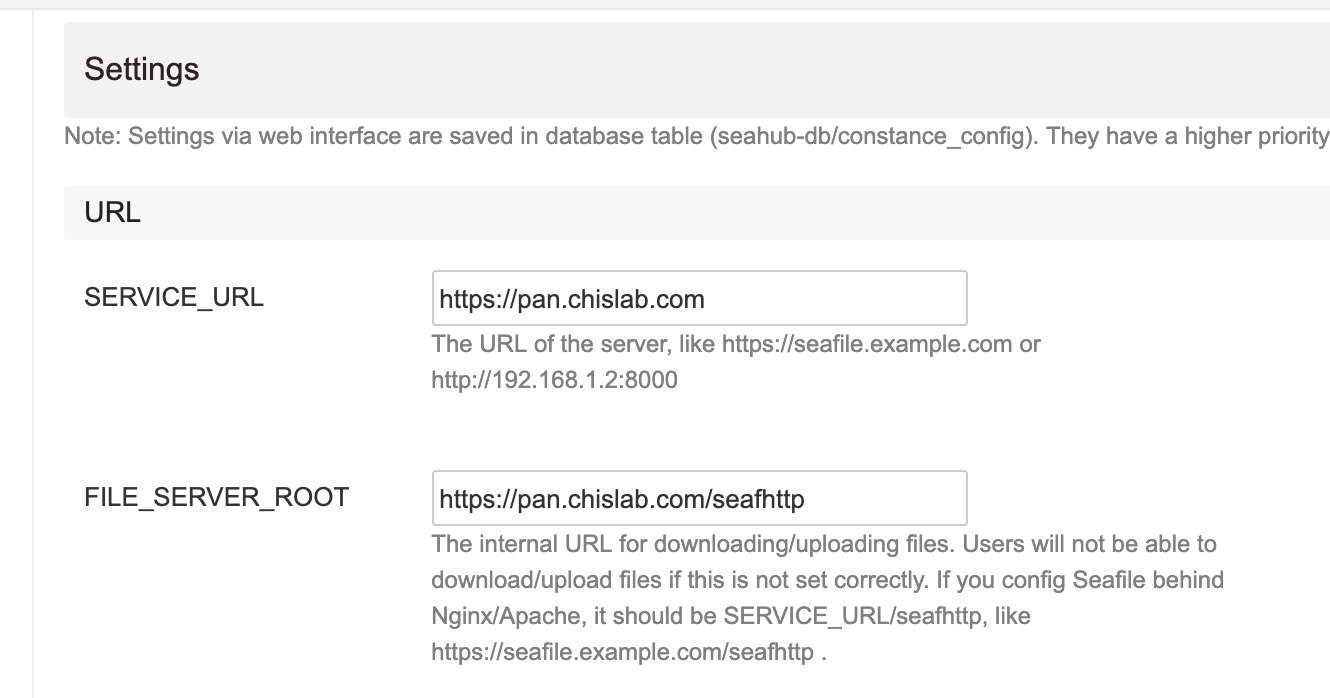 Settings
Note: Settings via web interface are saved in database table (seahub-db/constance_config). They have a higher priority
URL
SERVICE_URL
https://pan.chislab.com
The URL of the server, like https://seafile.example.com or
http://192.168.1.2:8000
FILE_SERVER_ROOT
https://pan.chislab.com/seafhttp
The internal URL for downloading/uploading files. Users will not be able to
download/upload files if this is not set correctly. If you config Seafile behind
Nginx/Apache, it should be SERVICE_URL/seafhttp, like
https://seafile.example.com/seafhttp .